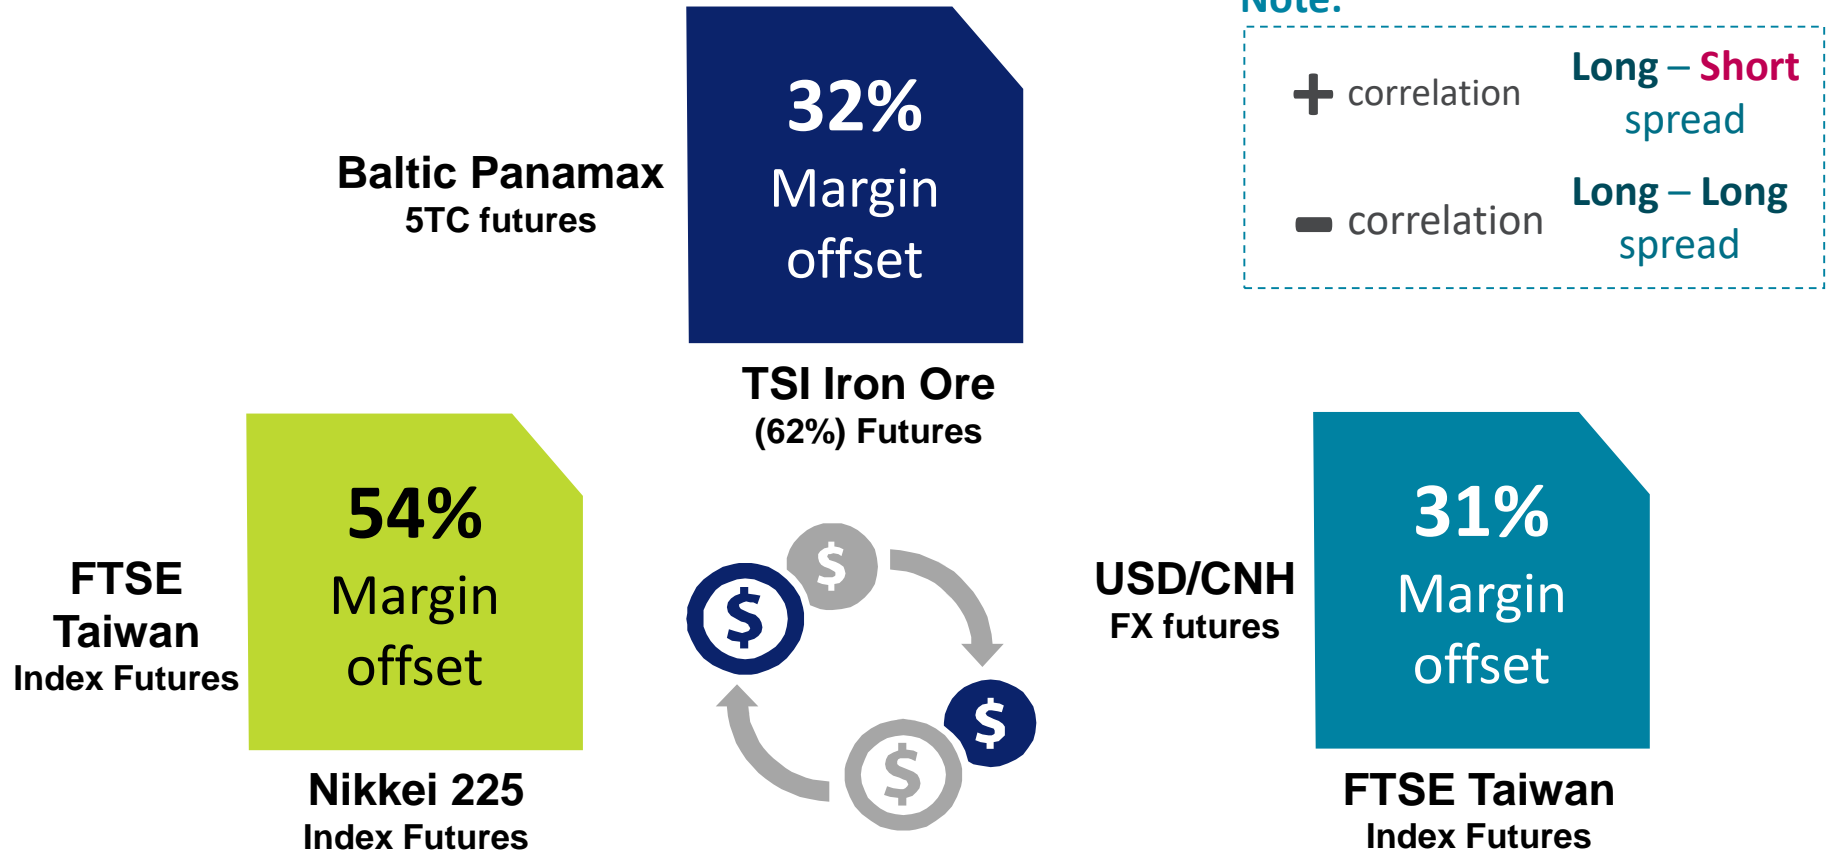 Note:
+ correlation
Long – Short
spread
- correlation
Long – Long
spread
32%
Margin
offset
Baltic Panamax
5TC futures
TSI Iron Ore
(62%) Futures
54%
Margin
offset
FTSE
Taiwan
Index Futures
Nikkei 225
Index Futures
$
$
$
$
USD/CNH
FX futures
31%
Margin
offset
FTSE Taiwan
Index Futures